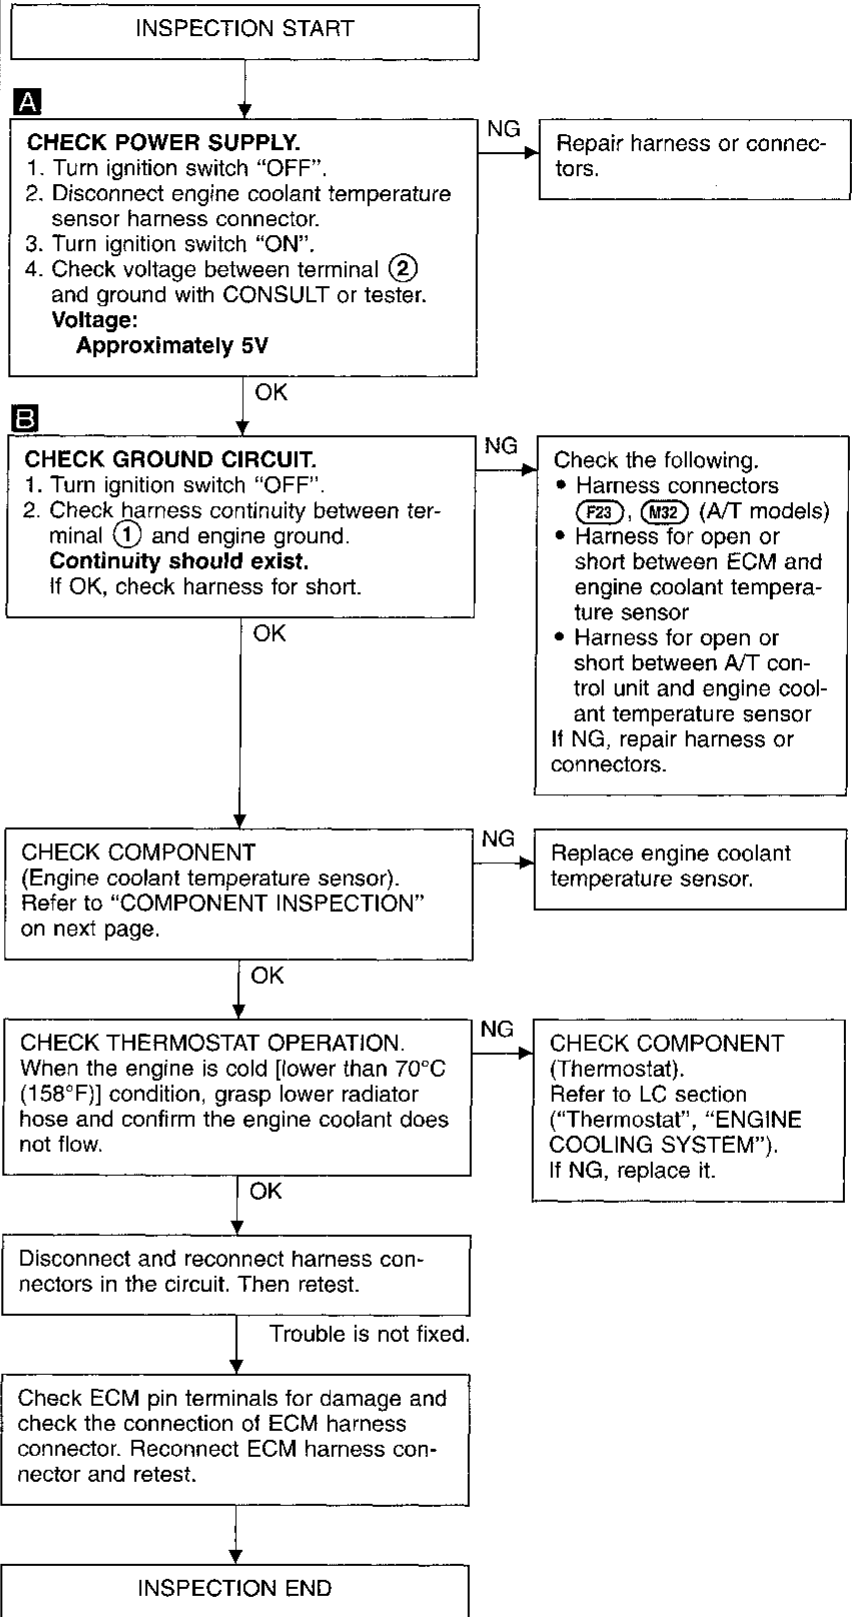 INSPECTION START
A
CHECK POWER SUPPLY.
1. Turn ignition switch “OFF”.
2. Disconnect engine coolant temperature
sensor harness connector.
3. Turn ignition switch “ON”.
4. Check voltage between terminal ②
and ground with CONSULT or tester.
Voltage:
Approximately 5V
NG
Repair harness or connec-
tors.
OK
B
CHECK GROUND CIRCUIT.
1. Turn ignition switch “OFF”.
2. Check harness continuity between ter-
minal ① and engine ground.
Continuity should exist.
If OK, check harness for short.
NG
Check the following.
• Harness connectors
F23, M32 (A/T models)
• Harness for open or
short between ECM and
engine coolant tempera-
ture sensor
• Harness for open or
short between A/T con-
trol unit and engine cool-
ant temperature sensor
If NG, repair harness or
connectors.
OK
CHECK COMPONENT
(Engine coolant temperature sensor).
Refer to “COMPONENT INSPECTION”
on next page.
NG
Replace engine coolant
temperature sensor.
OK
CHECK THERMOSTAT OPERATION.
When the engine is cold [lower than 70°C
(158°F)] condition, grasp lower radiator
hose and confirm the engine coolant does
not flow.
NG
CHECK COMPONENT
(Thermostat).
Refer to LC section
(“Thermostat”, “ENGINE
COOLING SYSTEM”).
If NG, replace it.
OK
Disconnect and reconnect harness con-
nectors in the circuit. Then retest.
Trouble is not fixed.
Check ECM pin terminals for damage and
check the connection of ECM harness
connector. Reconnect ECM harness con-
nector and retest.
INSPECTION END